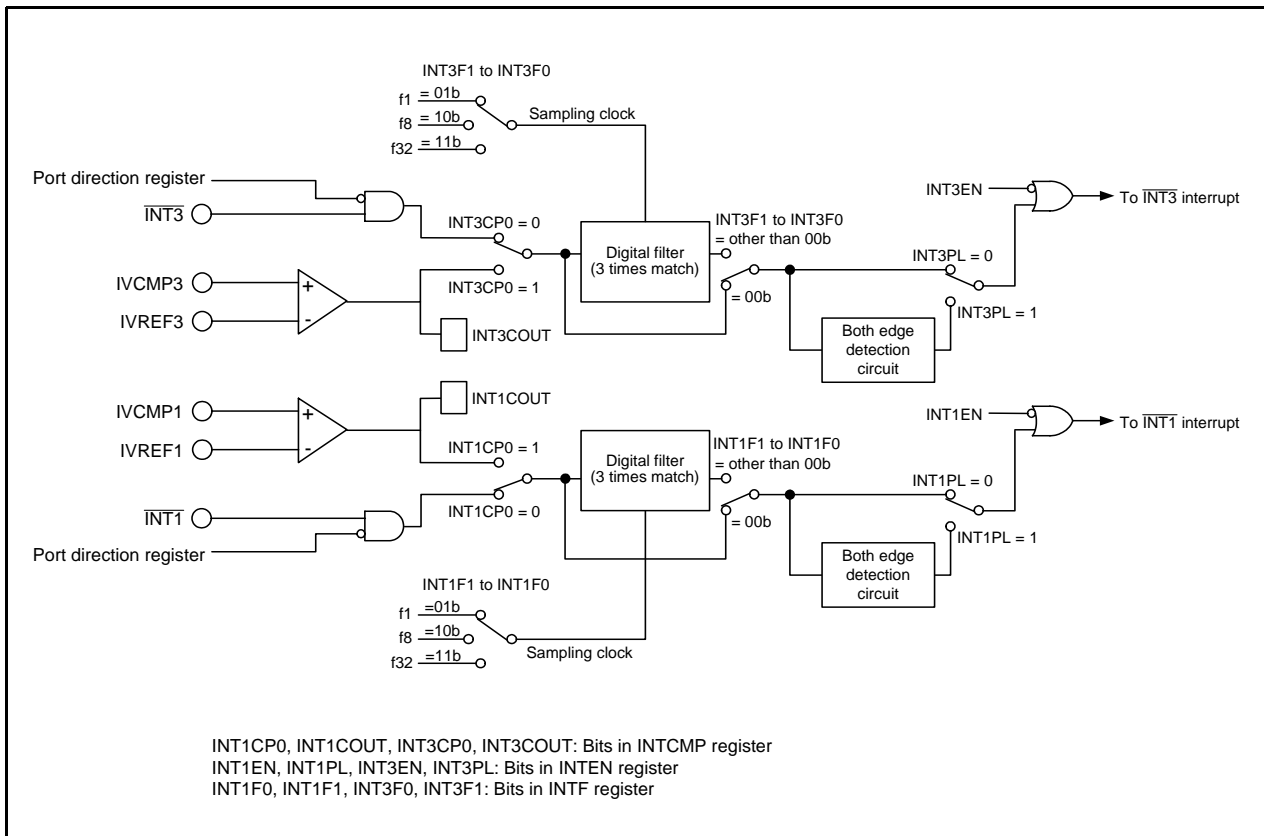 INT3F1 to INT3F0
f1 = 01b
f8 = 10b
f32 = 11b
Sampling clock
Port direction register
INT3
INT3CP0 = 0
Digital filter
(3 times match)
INT3F1 to INT3F0
= other than 00b
INT3EN
To INT3 interrupt
INT3PL = 0
IVCMP3
+
IVREF3
-
INT3CP0 = 1
= 00b
INT3PL = 1
INT3COUT
Both edge
detection
circuit
INT1COUT
IVCMP1
+
IVREF1
-
INT1CP0 = 1
Digital filter
(3 times match)
INT1F1 to INT1F0
= other than 00b
INT1EN
To INT1 interrupt
INT1PL = 0
INT1
INT1CP0 = 0
= 00b
INT1PL = 1
Port direction register
Both edge
detection
circuit
INT1F1 to INT1F0
f1 =01b
f8 =10b
f32 =11b
Sampling clock
INT1CP0, INT1COUT, INT3CP0, INT3COUT: Bits in INTCMP register
INT1EN, INT1PL, INT3EN, INT3PL: Bits in INTEN register
INT1F0, INT1F1, INT3F0, INT3F1: Bits in INTF register